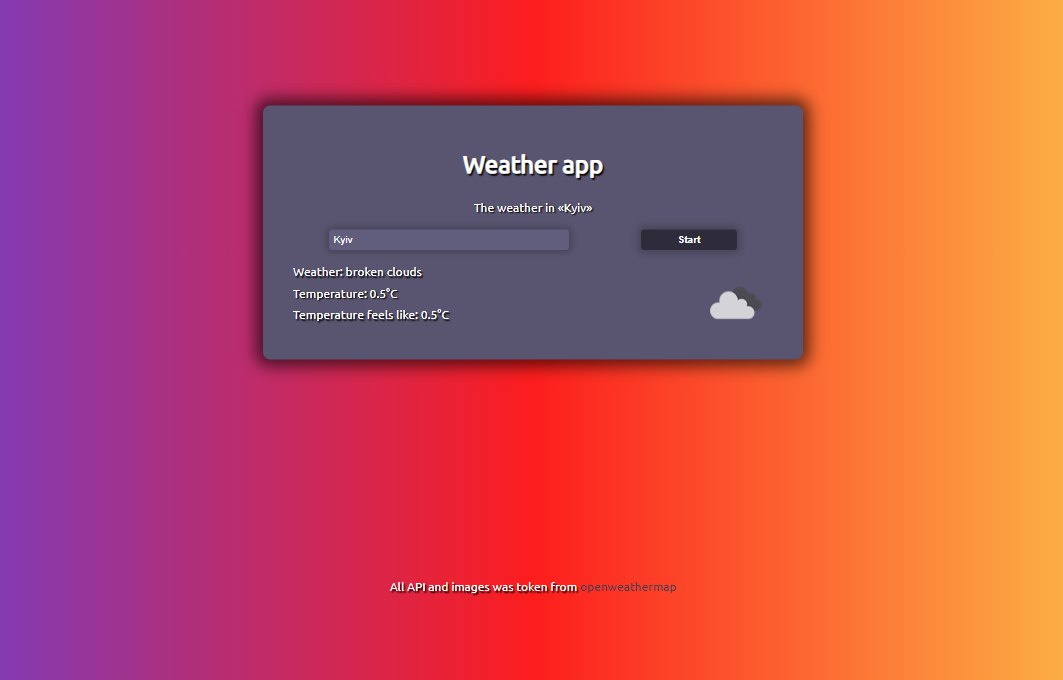 Weather app
The weather in «Kyiv»
Kyiv
Start
Weather: broken clouds
Temperature: 0.5°C
Temperature feels like: 0.5°C
All API and images was token from openweathermap